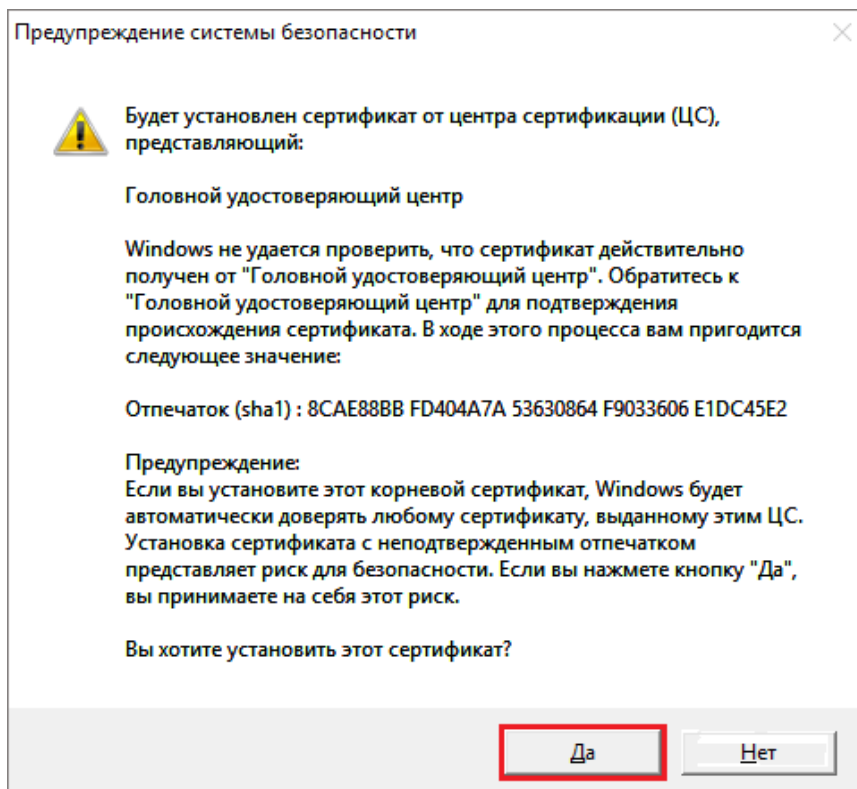 Предупреждение системы безопасности
Будет установлен сертификат от центра сертификации (ЦС),
представляющий:
Головной удостоверяющий центр
Windows не удается проверить, что сертификат действительно
получен от "Головной удостоверяющий центр". Обратитесь к
"Головной удостоверяющий центр" для подтверждения
происхождения сертификата. В ходе этого процесса вам пригодится
следующее значение:
Отпечаток (sha1) : 8CAE88BB FD404A7A 53630864 F9033606 E1DC45E2
Предупреждение:
Если вы установите этот корневой сертификат, Windows будет
автоматически доверять любому сертификату, выданному этим ЦС.
Установка сертификата с неподтвержденным отпечатком
представляет риск для безопасности. Если вы нажмете кнопку "Да",
вы принимаете на себя этот риск.
Вы хотите установить этот сертификат?
Да
Нет